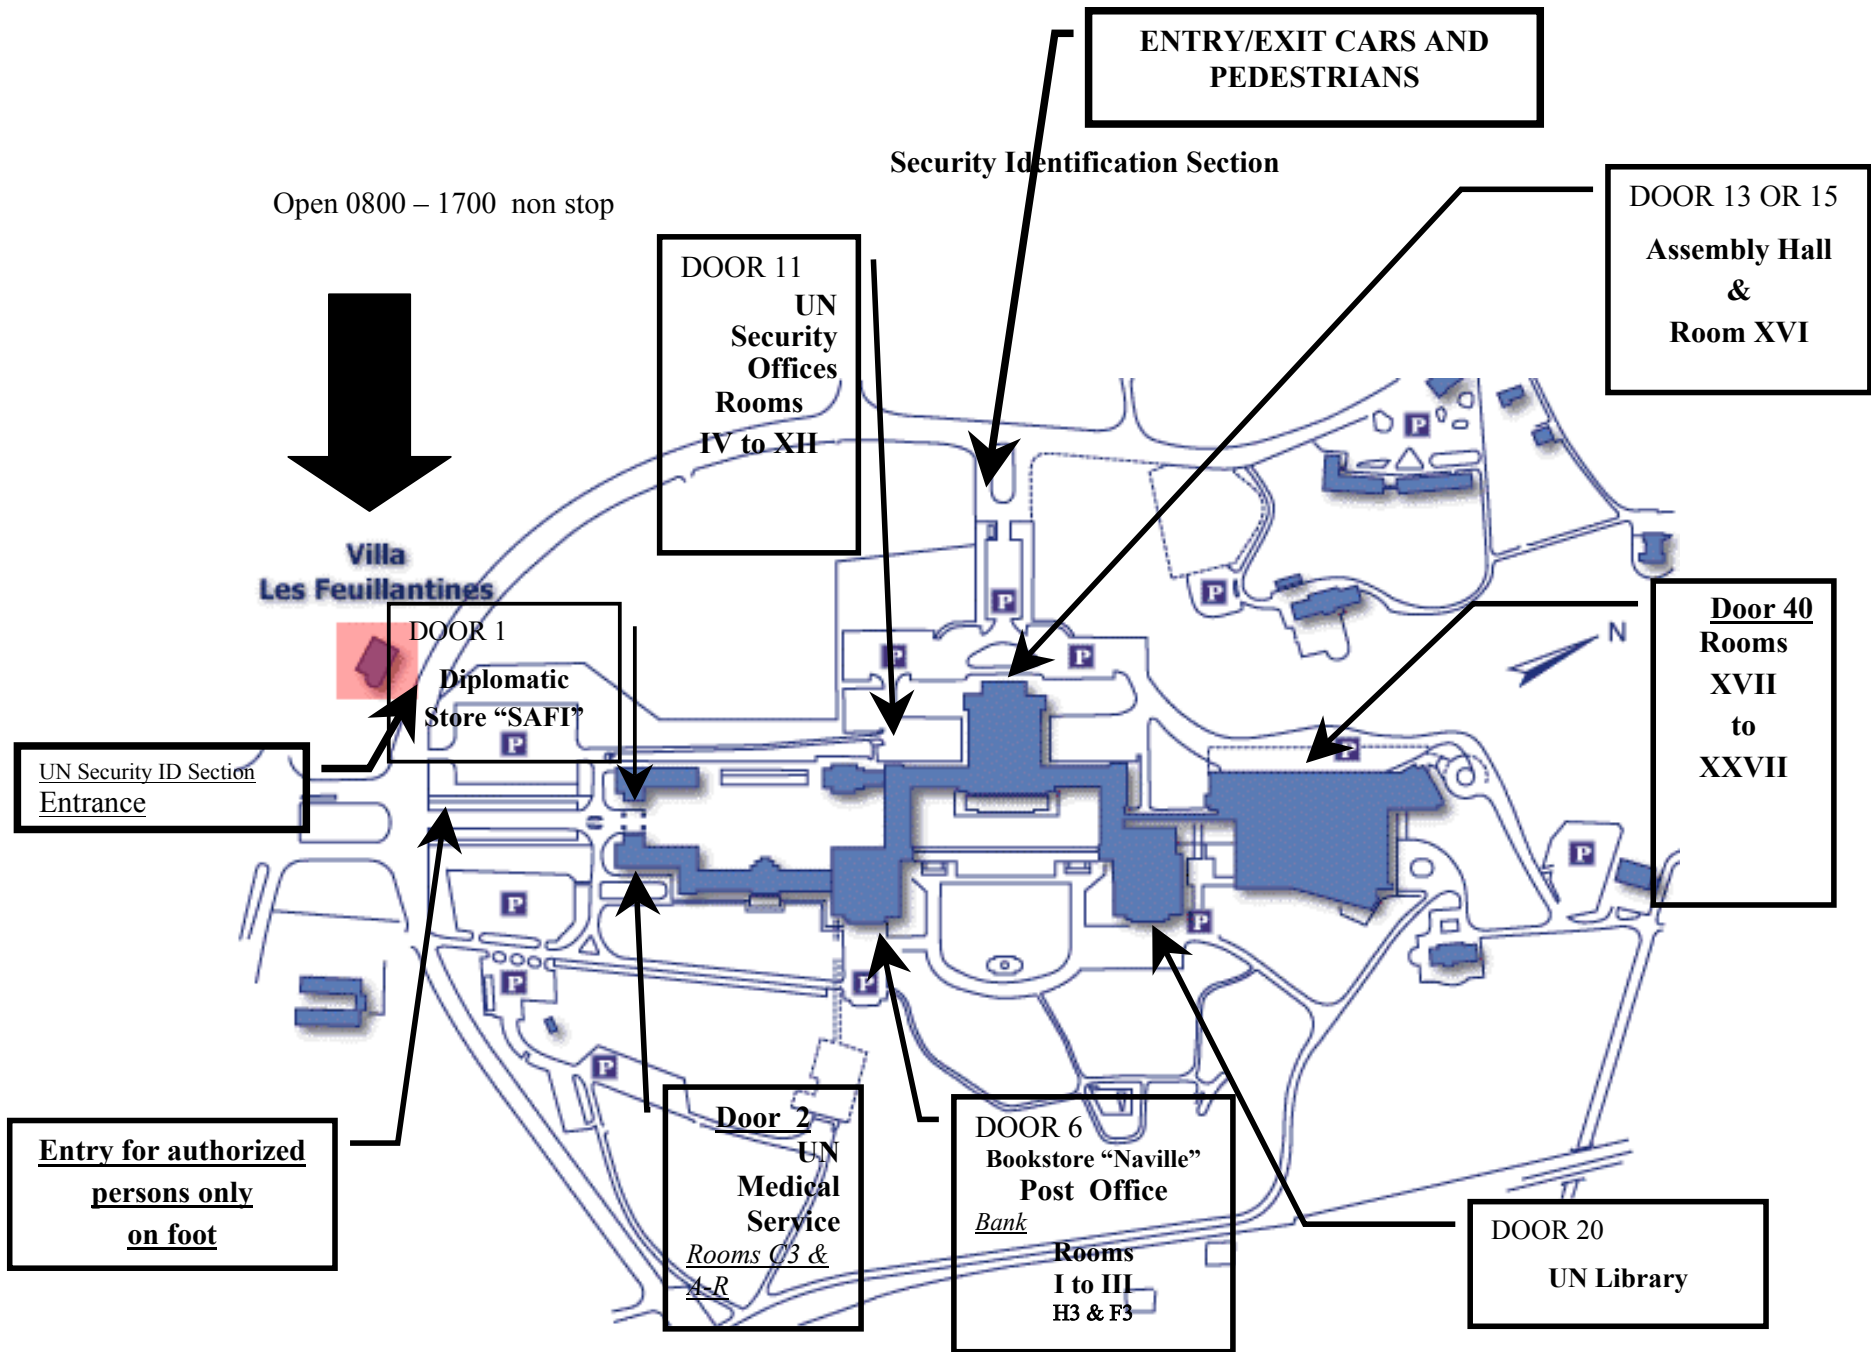 ENTRY/EXIT CARS AND
PEDESTRIANS
Security Identification Section
Open 0800 – 1700 non stop
DOOR 13 OR 15
Assembly Hall
&
Room XVI
DOOR 11
UN
Security
Offices
Rooms
IV to XII
P
Villa
Les Feuillantines
P
P
DOOR 1
Diplomatic
Store “SAFI”
P
P
P
P
N
Door 40
Rooms
XVII
to
XXVII
UN Security ID Section
Entrance
P
P
P
P
P
P
Entry for authorized
persons only
on foot
Door 2
UN
Medical
Service
Rooms C3 &
A-R
DOOR 6
Bookstore “Naville”
Post Office
Bank
Rooms
I to III
H3 & F3
DOOR 20
UN Library